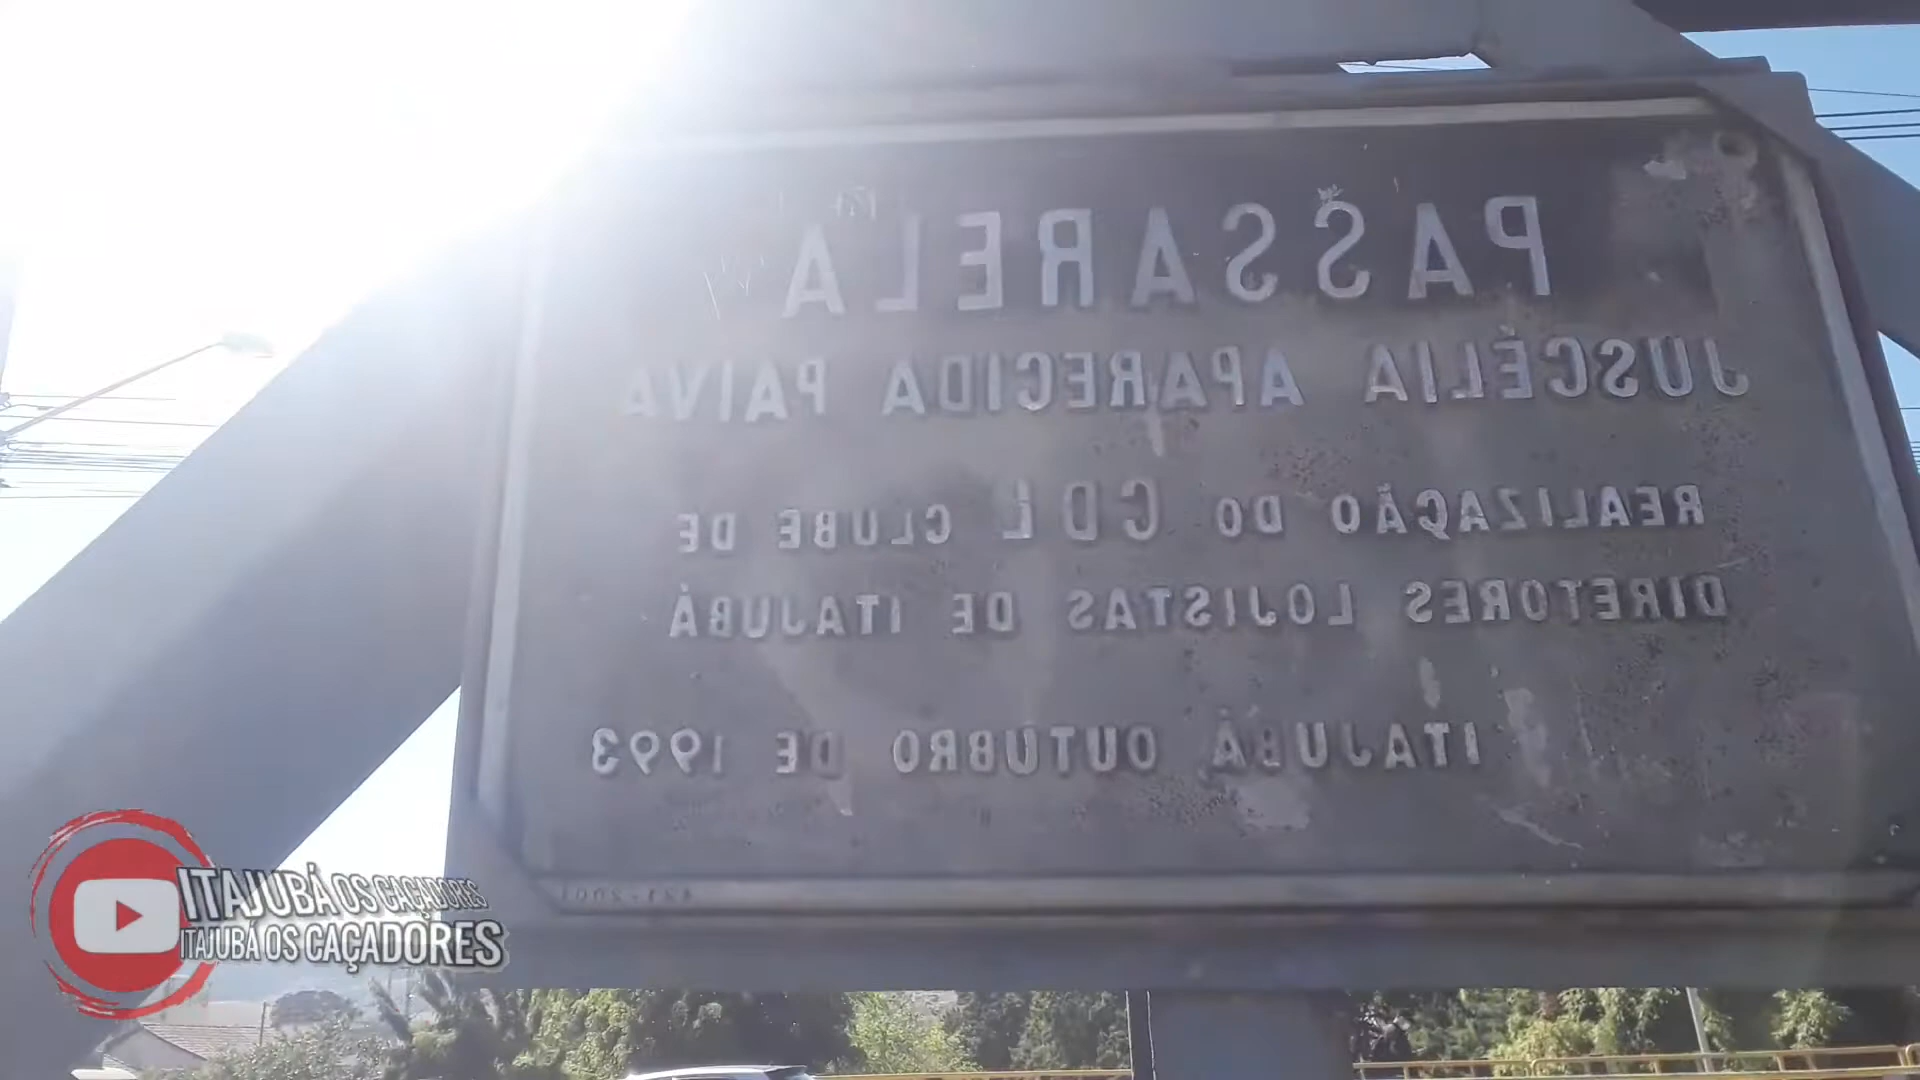 PASSARELA
JUSCÉLIA APARECIDA PAIVA
REALIZAÇÃO DO CDL CLUBE DE
DIRETORES LOJISTAS DE ITAJUBÁ
ITAJUBÁ OUTUBRO DE 1993
ITAJUBÁ OS CAÇADORES
ITAJUBÁ OS CAÇADORES